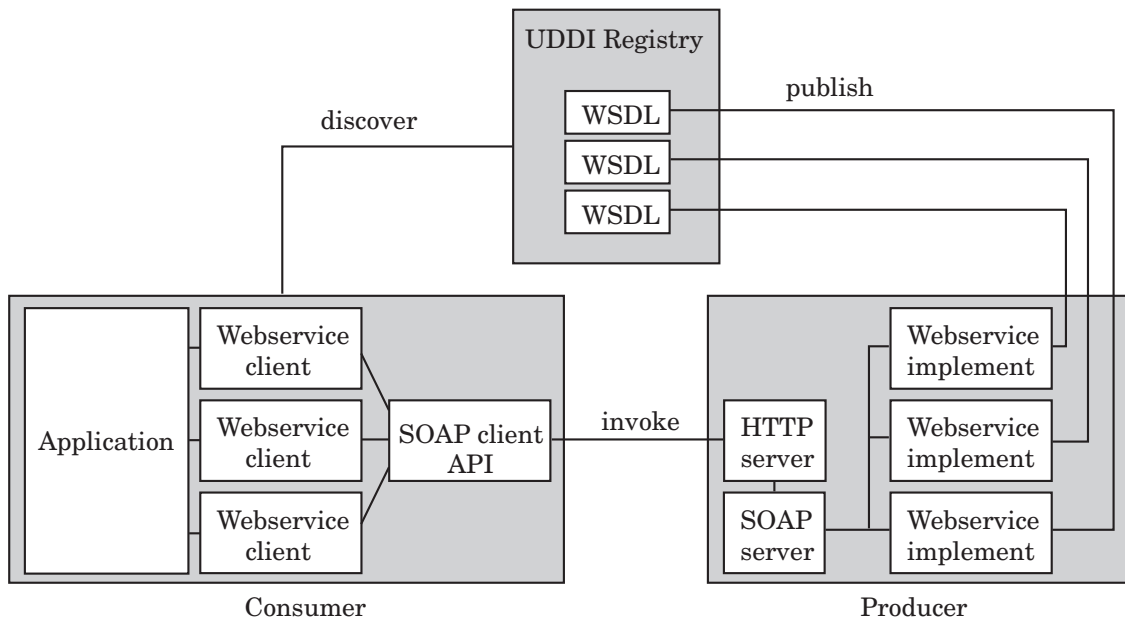 UDDI Registry
WSDL
WSDL
WSDL
publish
discover
Application
Webservice
client
Webservice
client
Webservice
client
SOAP client
API
invoke
HTTP
server
SOAP
server
Webservice
implement
Webservice
implement
Webservice
implement
Consumer
Producer